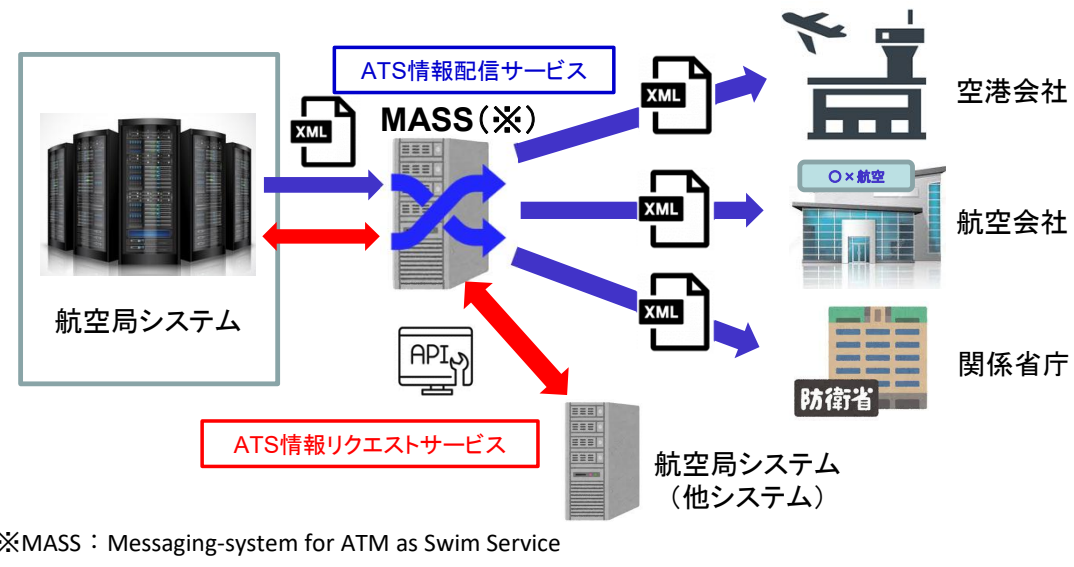 ATS情報配信サービス
XML
MASS(※)
XML
空港会社
○×航空
XML
航空会社
航空局システム
XML
API
関係省庁
防衛省
ATS情報リクエストサービス
航空局システム
（他システム）
※MASS：Messaging-system for ATM as Swim Service